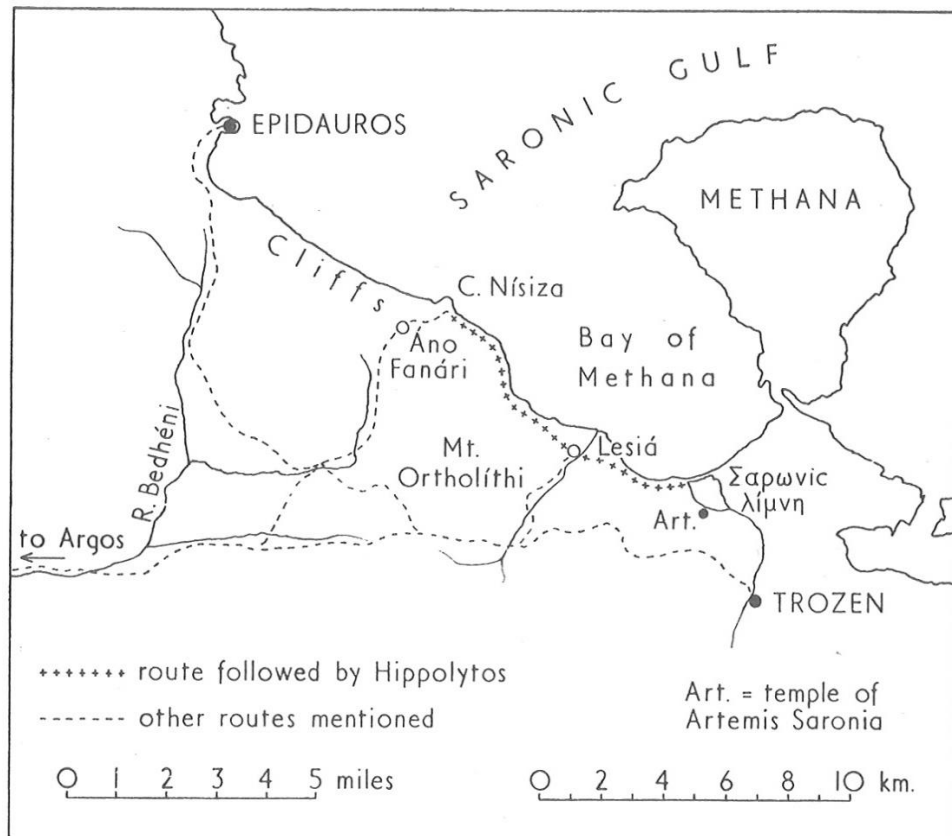 SARONIC GULF
EPIDAUROS
METHANA
Cliffs
C. Nísiza
Áno
Fanári
Bay of
Methana
R. Bedhéni
Mt.
Ortholíthi
Lesiá
Σαρωνὶς
λίμνη
Art.
to Argos
TROZEN
route followed by Hippolytos
other routes mentioned
Art. = temple of
Artemis Saronia
0 1 2 3 4 5 miles
0 2 4 6 8 10 km.